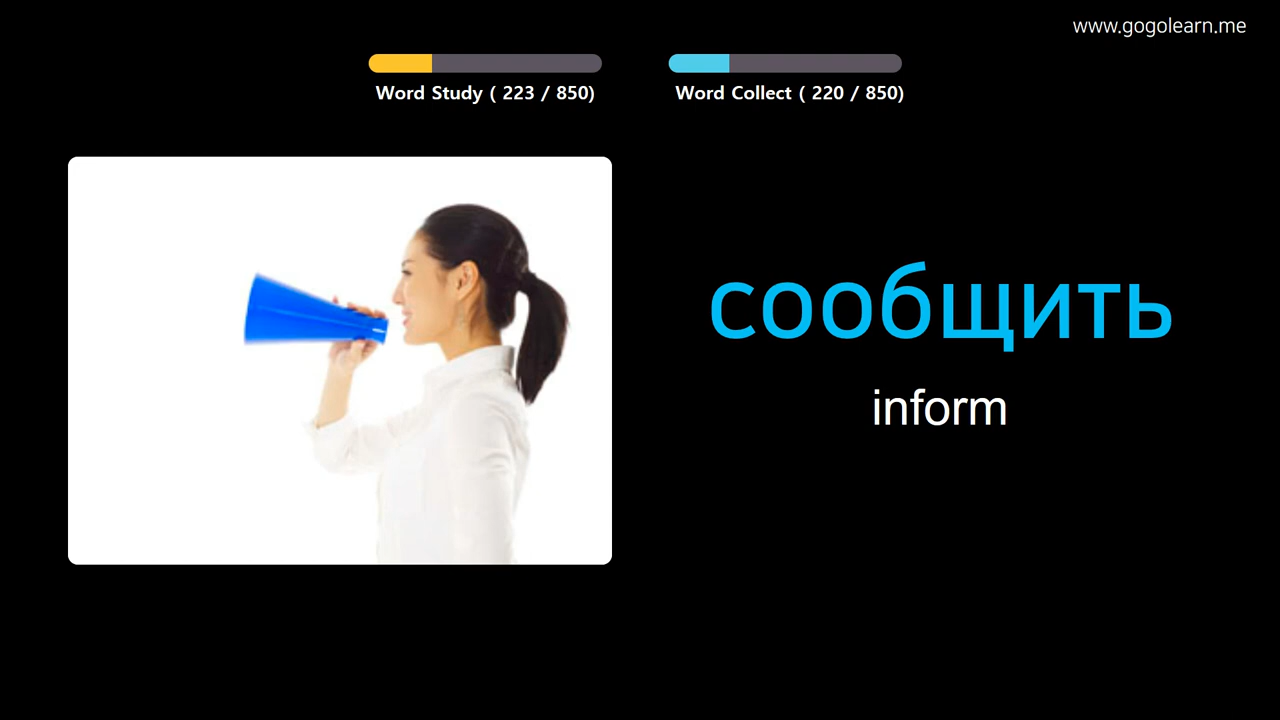 www.gogolearn.me
Word Study ( 223 / 850)
Word Collect ( 220 / 850)
сообщить
inform